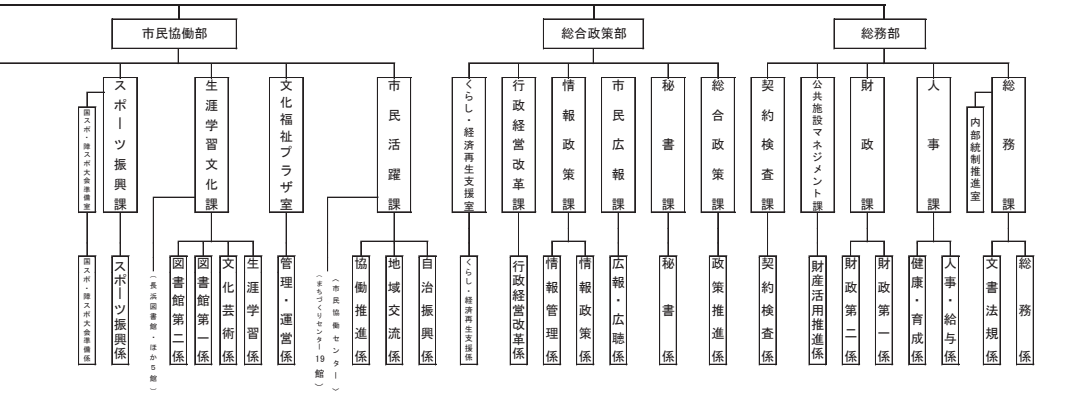 市民協働部
総合政策部
総務部
総務課
内部統制推進室
人事課
財政課
公共施設マネジメント課
契約検査課
総合政策課
秘書課
市民広報課
情報政策課
行政経営改革課
くらし・経済再生支援室
市民活躍課
文化福祉プラザ室
生涯学習文化課
スポーツ振興課
国スポ・障スポ大会準備室
総務係
文書法規係
人事・給与係
健康・育成係
財政第一係
財政第二係
財産活用推進係
契約検査係
政策推進係
秘書係
広報・広聴係
情報政策係
情報管理係
行政経営改革係
くらし・経済再生支援係
自治振興係
地域交流係
協働推進係
（市民協働センター）
（まちづくりセンター19館）
管理・運営係
生涯学習係
文化芸術係
図書館第一係
図書館第二係
（長浜図書館・ほか5館）
スポーツ振興係
国スポ・障スポ大会準備係